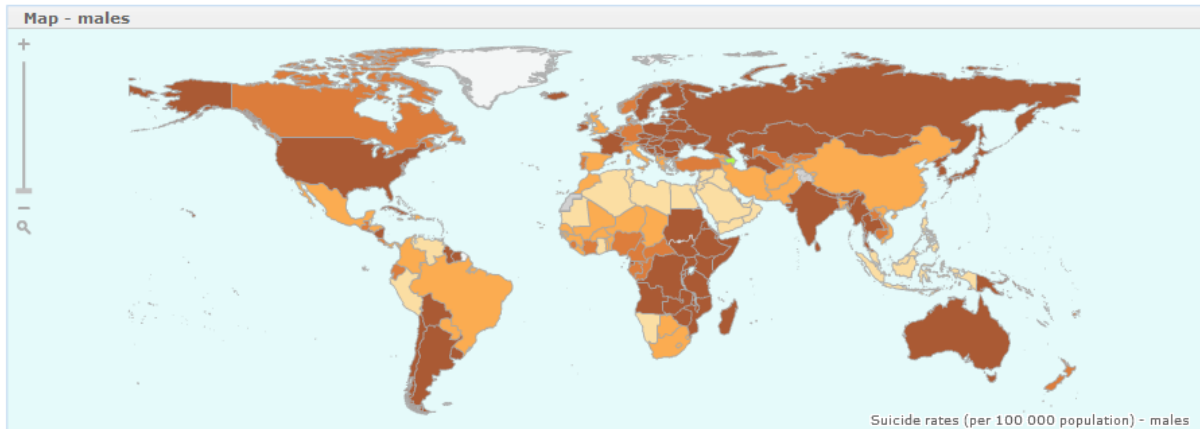 Map - males
Suicide rates (per 100 000 population) - males